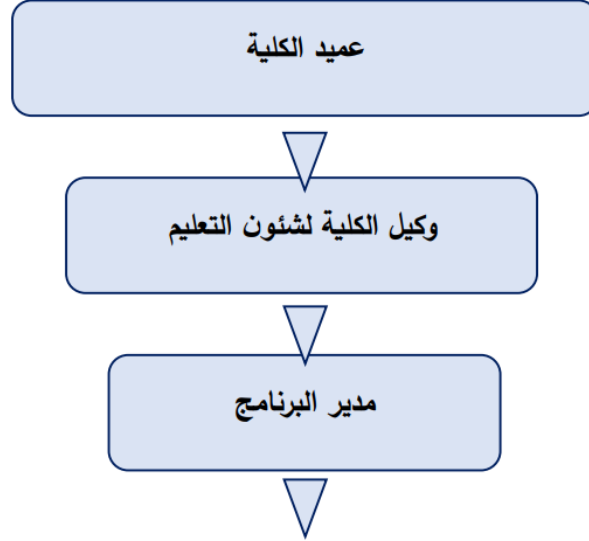 عميد الكلية
وكيل الكلية لشئون التعليم
مدير البرنامج